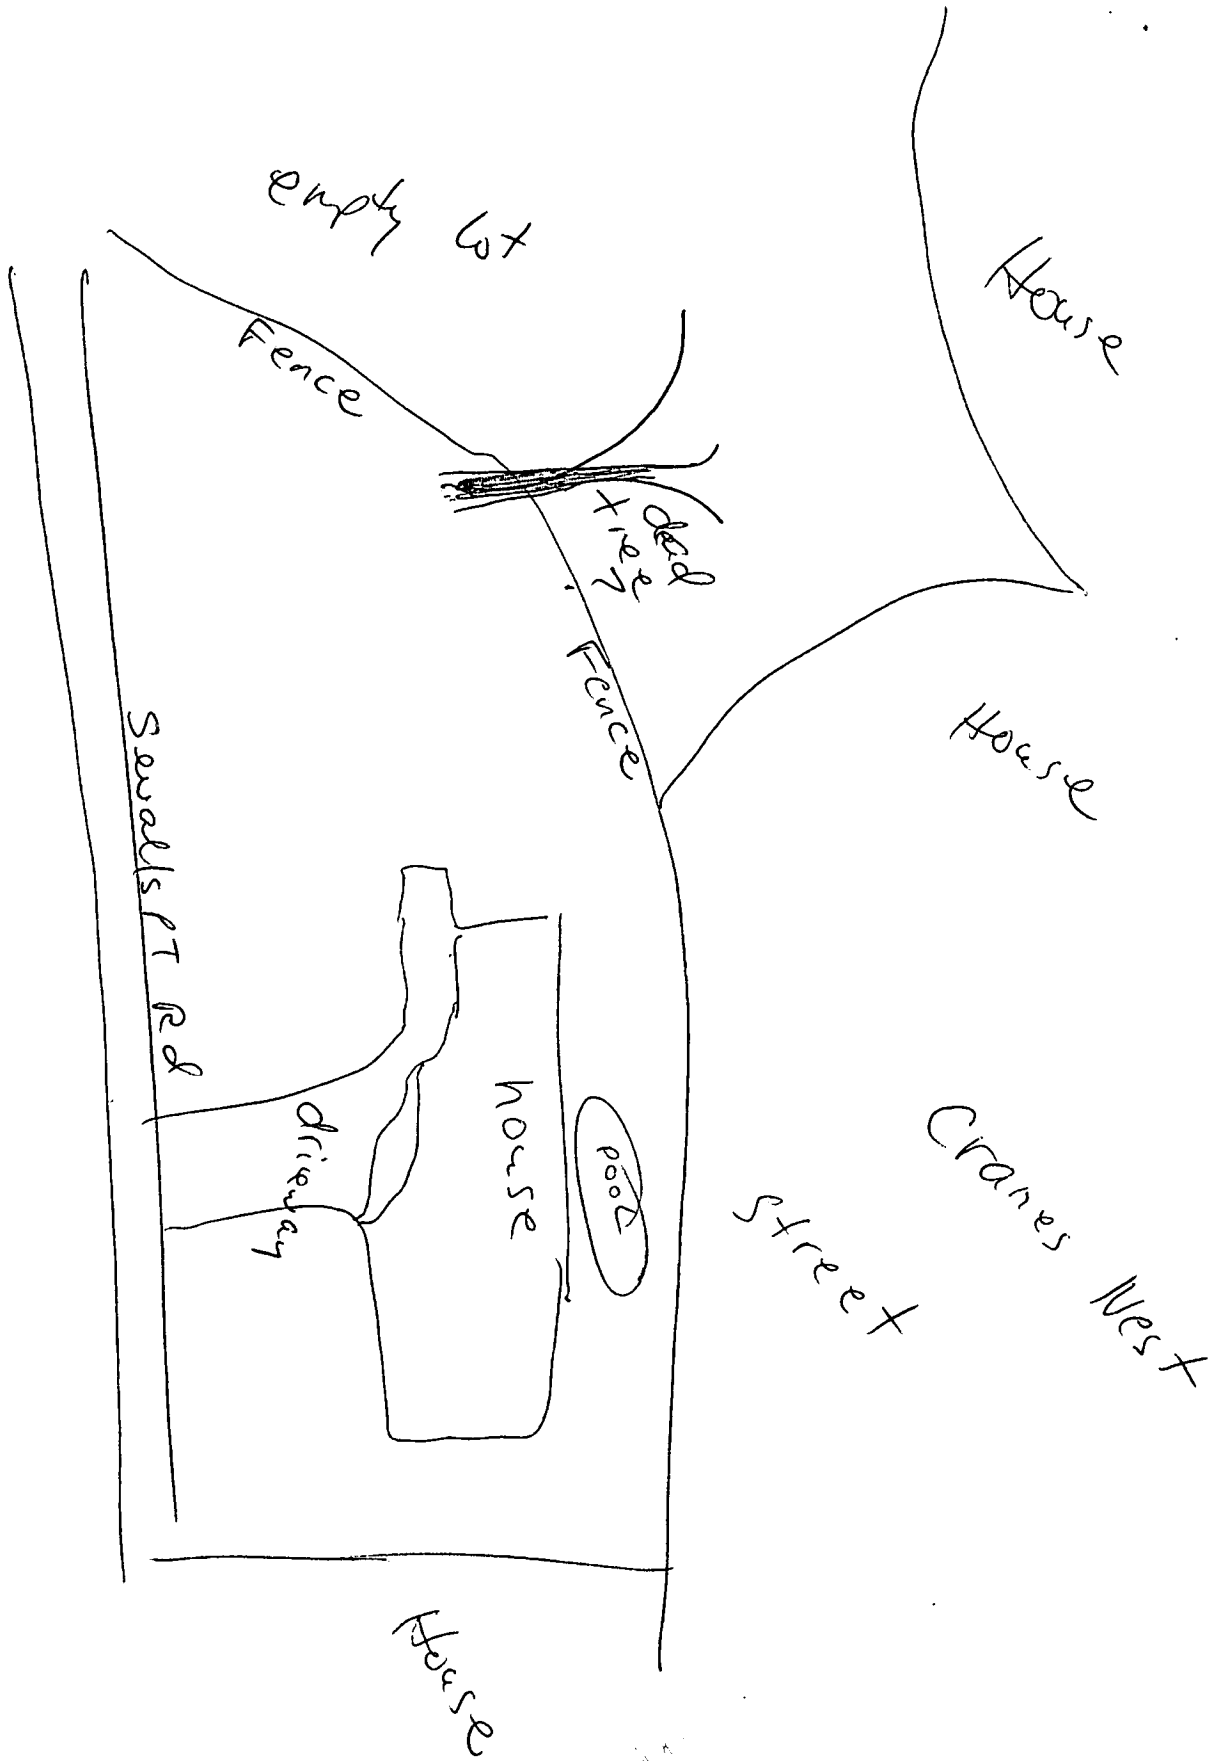 empty lot
House
Fence
dead
tree
Fence
House
Sewalls PT Rd
house
pool
driveway
Cranes Nest
Street
House